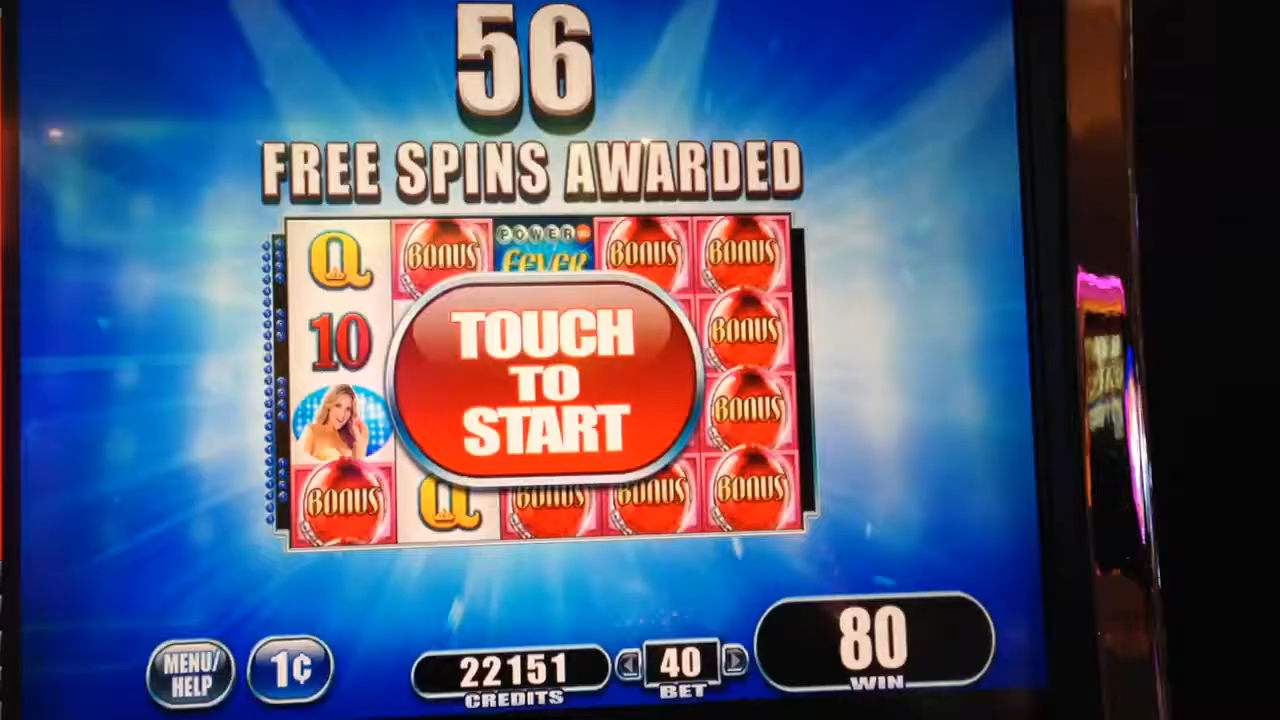 56
FREE SPINS AWARDED
Q BONUS POWER FEVER BONUS BONUS
10 BONUS
BONUS
BONUS Q BONUS BONUS BONUS
TOUCH
TO
START
MENU/
HELP
1¢
22151
CREDITS
40
BET
80
WIN